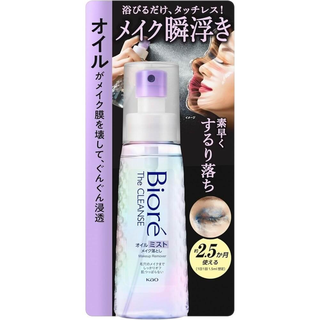 浴びるだけ、タッチレス!
メイク瞬浮き
オイルがメイク膜を壊して、ぐんぐん浸透
素早く
するり落ち
約2.5か月
使える
Bioré
The CLEANSE
オイルミスト
メイク落とし
Makeup Remover
Kao